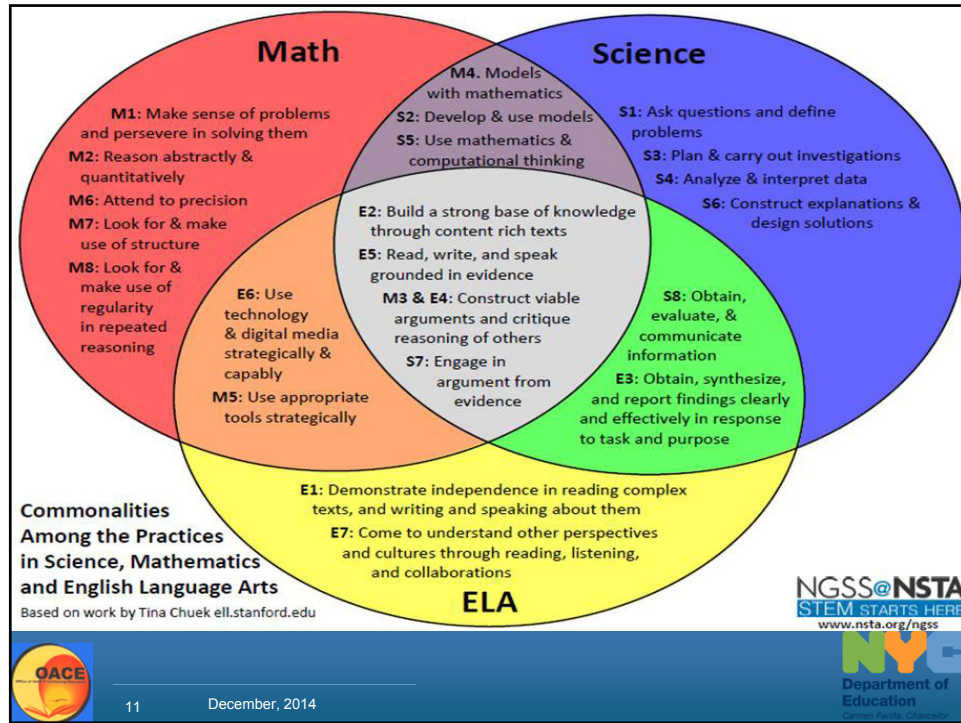 Math
Science
M4. Models
with mathematics
S2: Develop & use models
S5: Use mathematics &
computational thinking
M1: Make sense of problems
and persevere in solving them
M2: Reason abstractly &
quantitatively
M6: Attend to precision
M7: Look for & make
use of structure
M8: Look for &
make use of
regularity
in repeated
reasoning
S1: Ask questions and define
problems
S3: Plan & carry out investigations
S4: Analyze & interpret data
S6: Construct explanations &
design solutions
E2: Build a strong base of knowledge
through content rich texts
E5: Read, write, and speak
grounded in evidence
M3 & E4: Construct viable
arguments and critique
reasoning of others
S7: Engage in
argument from
evidence
E6: Use
technology
& digital media
strategically &
capably
M5: Use appropriate
tools strategically
S8: Obtain,
evaluate, &
communicate
information
E3: Obtain, synthesize,
and report findings clearly
and effectively in response
to task and purpose
E1: Demonstrate independence in reading complex
texts, and writing and speaking about them
E7: Come to understand other perspectives
and cultures through reading, listening,
and collaborations
ELA
Commonalities
Among the Practices
in Science, Mathematics
and English Language Arts
Based on work by Tina Chuek ell.stanford.edu
NGSS@NSTA
STEM STARTS HERE
www.nsta.org/ngss
OACE
11
December, 2014
NYC
Department of
Education
Carmen Fariña, Chancellor